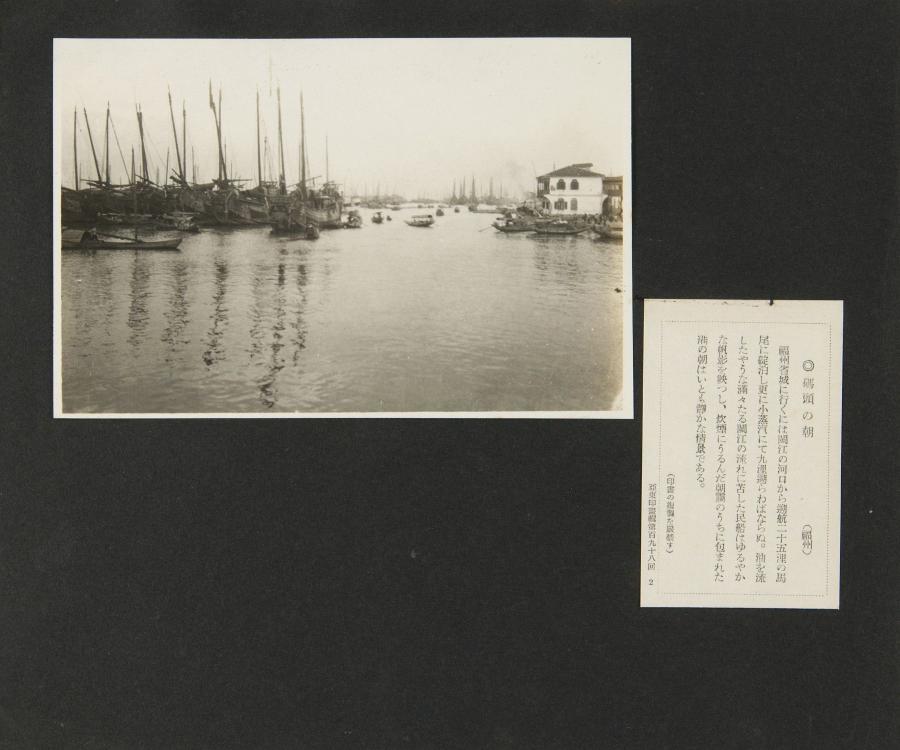 ◎ 碼頭の朝
（福州）
福州省城に行くには閩江の河口から遡航二十五浬の馬
尾に碇泊し更に小蒸汽にて九浬遡らねばならぬ。油を流
したやうな滿々たる閩江の流れに苦した民船はゆるやか
な帆影を映つし、炊煙にうるんだ朝靄のうちに包まれた
港の朝はいとも靜かな情景である。
（印畫の複製を嚴禁す）
亞東印畫輯第百九十八回 2